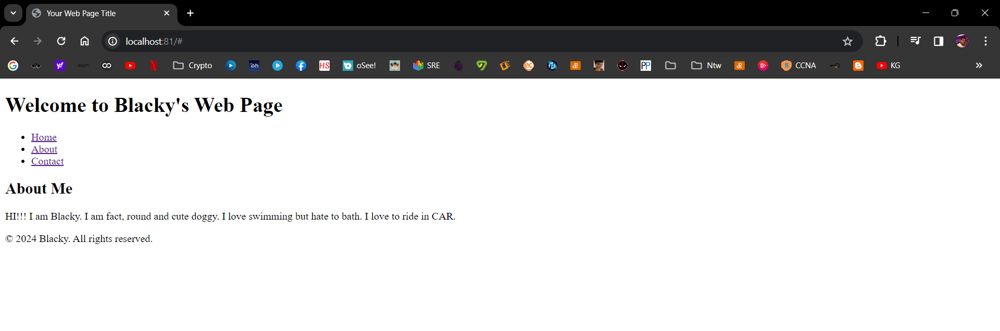 Your Web Page Title
localhost:81/#
Crypto
oSee!
SRE
Ntw
CCNA
KG
Welcome to Blacky's Web Page
Home
About
Contact
About Me
HI!!! I am Blacky. I am fact, round and cute doggy. I love swimming but hate to bath. I love to ride in CAR.
© 2024 Blacky. All rights reserved.